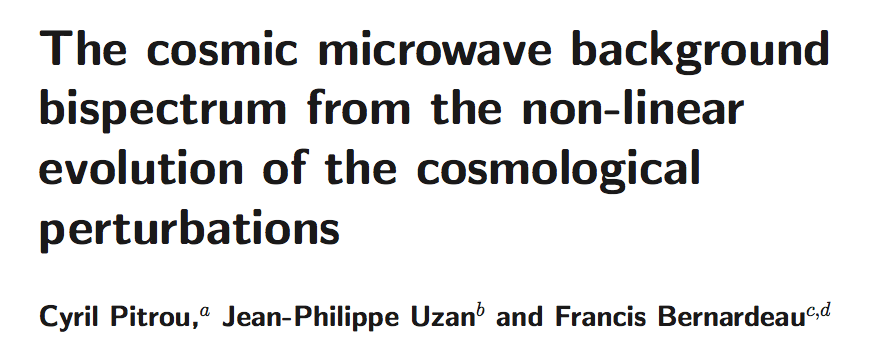 The cosmic microwave background
bispectrum from the non-linear
evolution of the cosmological
perturbations
Cyril Pitrou,a Jean-Philippe Uzanb and Francis Bernardeauc,d